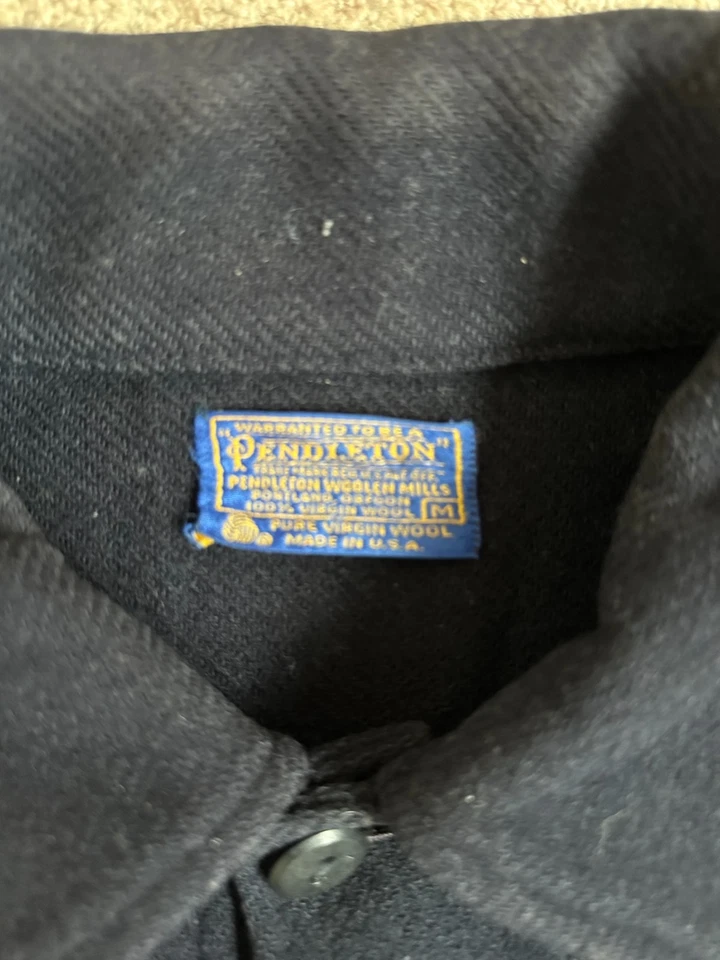 "WARRANTED TO BE A
PENDLETON"
PENDLETON WOOLEN MILLS
PORTLAND, OREGON
100% VIRGIN WOOL M
PURE VIRGIN WOOL
MADE IN U.S.A.